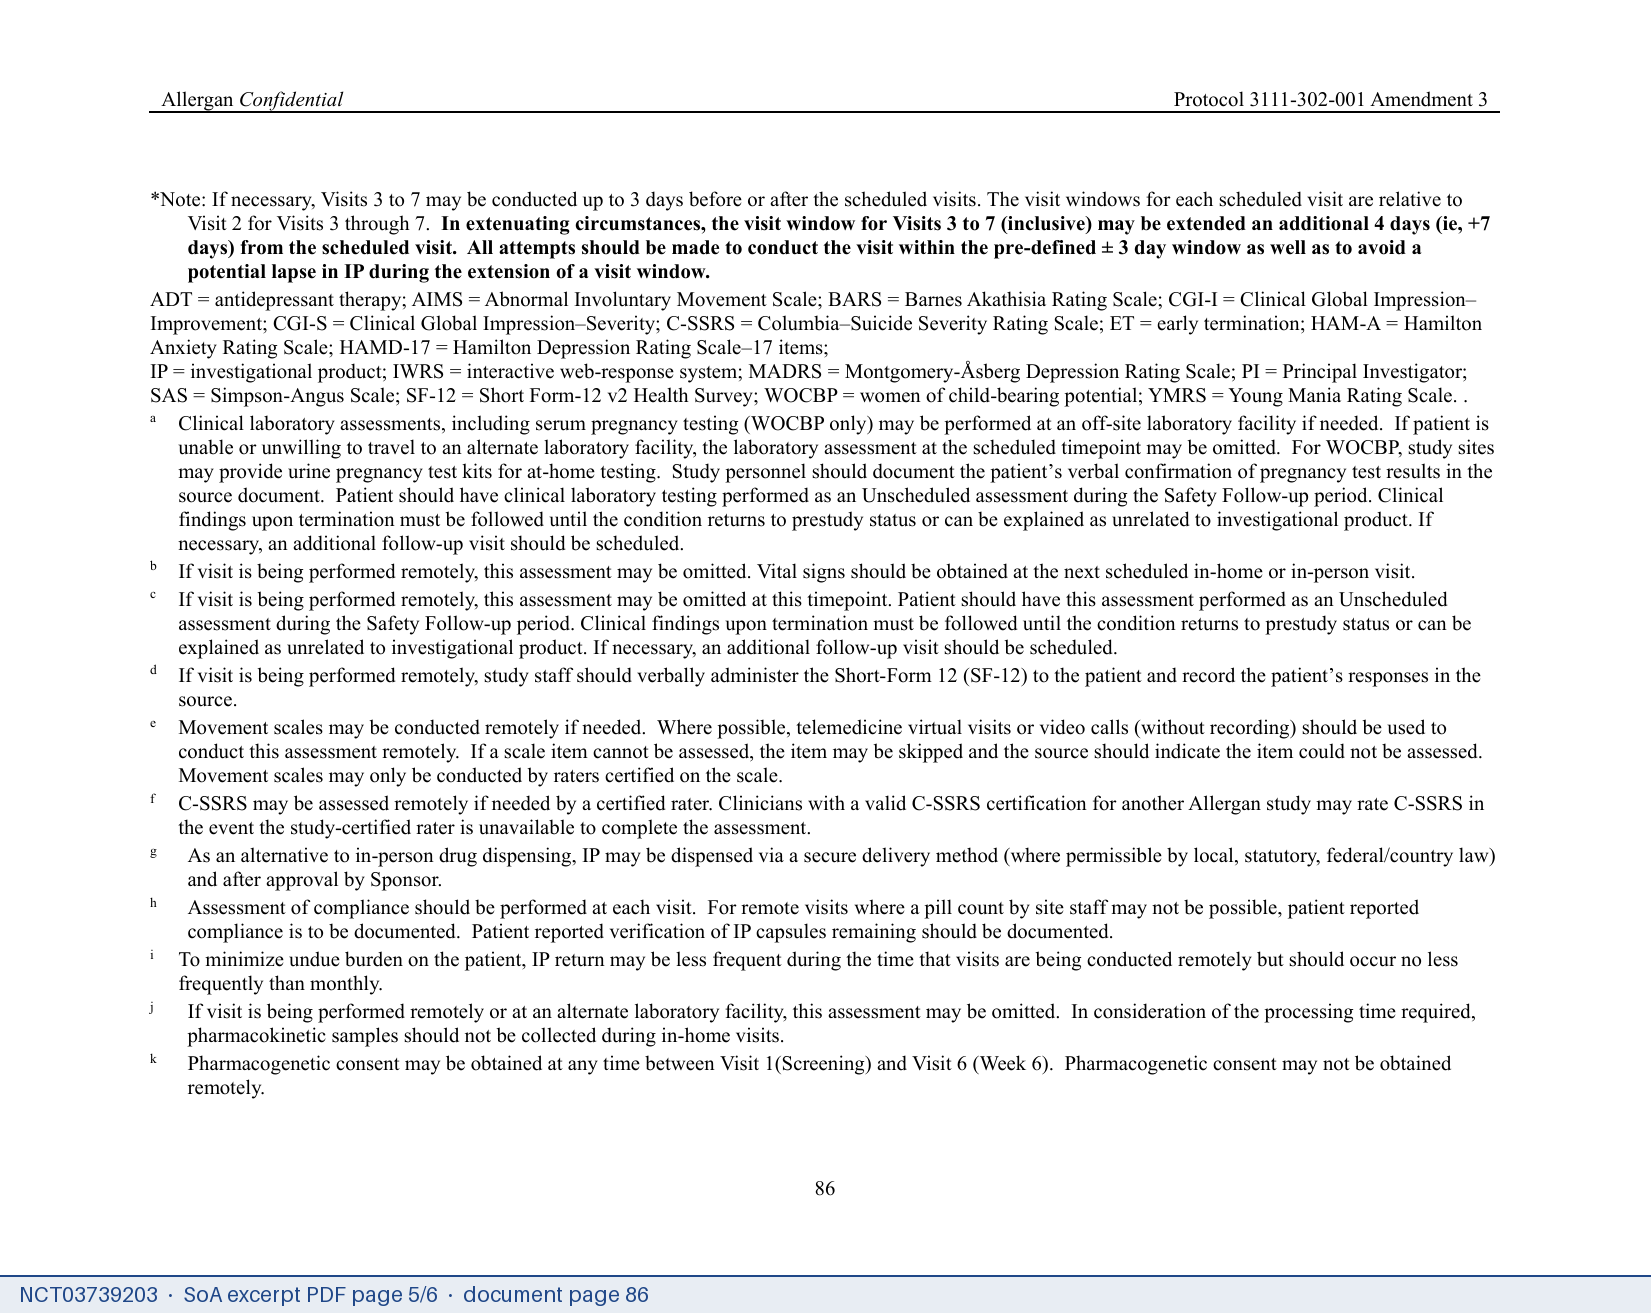 Allergan Confidential
Protocol 3111-302-001 Amendment 3
*Note: If necessary, Visits 3 to 7 may be conducted up to 3 days before or after the scheduled visits. The visit windows for each scheduled visit are relative to
Visit 2 for Visits 3 through 7. In extenuating circumstances, the visit window for Visits 3 to 7 (inclusive) may be extended an additional 4 days (ie, +7
days) from the scheduled visit. All attempts should be made to conduct the visit within the pre-defined ± 3 day window as well as to avoid a
potential lapse in IP during the extension of a visit window.
ADT = antidepressant therapy; AIMS = Abnormal Involuntary Movement Scale; BARS = Barnes Akathisia Rating Scale; CGI-I = Clinical Global Impression–
Improvement; CGI-S = Clinical Global Impression–Severity; C-SSRS = Columbia–Suicide Severity Rating Scale; ET = early termination; HAM-A = Hamilton
Anxiety Rating Scale; HAMD-17 = Hamilton Depression Rating Scale–17 items;
IP = investigational product; IWRS = interactive web-response system; MADRS = Montgomery-Åsberg Depression Rating Scale; PI = Principal Investigator;
SAS = Simpson-Angus Scale; SF-12 = Short Form-12 v2 Health Survey; WOCBP = women of child-bearing potential; YMRS = Young Mania Rating Scale. .
a Clinical laboratory assessments, including serum pregnancy testing (WOCBP only) may be performed at an off-site laboratory facility if needed. If patient is
unable or unwilling to travel to an alternate laboratory facility, the laboratory assessment at the scheduled timepoint may be omitted. For WOCBP, study sites
may provide urine pregnancy test kits for at-home testing. Study personnel should document the patient’s verbal confirmation of pregnancy test results in the
source document. Patient should have clinical laboratory testing performed as an Unscheduled assessment during the Safety Follow-up period. Clinical
findings upon termination must be followed until the condition returns to prestudy status or can be explained as unrelated to investigational product. If
necessary, an additional follow-up visit should be scheduled.
b If visit is being performed remotely, this assessment may be omitted. Vital signs should be obtained at the next scheduled in-home or in-person visit.
c If visit is being performed remotely, this assessment may be omitted at this timepoint. Patient should have this assessment performed as an Unscheduled
assessment during the Safety Follow-up period. Clinical findings upon termination must be followed until the condition returns to prestudy status or can be
explained as unrelated to investigational product. If necessary, an additional follow-up visit should be scheduled.
d If visit is being performed remotely, study staff should verbally administer the Short-Form 12 (SF-12) to the patient and record the patient’s responses in the
source.
e Movement scales may be conducted remotely if needed. Where possible, telemedicine virtual visits or video calls (without recording) should be used to
conduct this assessment remotely. If a scale item cannot be assessed, the item may be skipped and the source should indicate the item could not be assessed.
Movement scales may only be conducted by raters certified on the scale.
f C-SSRS may be assessed remotely if needed by a certified rater. Clinicians with a valid C-SSRS certification for another Allergan study may rate C-SSRS in
the event the study-certified rater is unavailable to complete the assessment.
g As an alternative to in-person drug dispensing, IP may be dispensed via a secure delivery method (where permissible by local, statutory, federal/country law)
and after approval by Sponsor.
h Assessment of compliance should be performed at each visit. For remote visits where a pill count by site staff may not be possible, patient reported
compliance is to be documented. Patient reported verification of IP capsules remaining should be documented.
i To minimize undue burden on the patient, IP return may be less frequent during the time that visits are being conducted remotely but should occur no less
frequently than monthly.
j If visit is being performed remotely or at an alternate laboratory facility, this assessment may be omitted. In consideration of the processing time required,
pharmacokinetic samples should not be collected during in-home visits.
k Pharmacogenetic consent may be obtained at any time between Visit 1(Screening) and Visit 6 (Week 6). Pharmacogenetic consent may not be obtained
remotely.
86
NCT03739203 · SoA excerpt PDF page 5/6 · document page 86